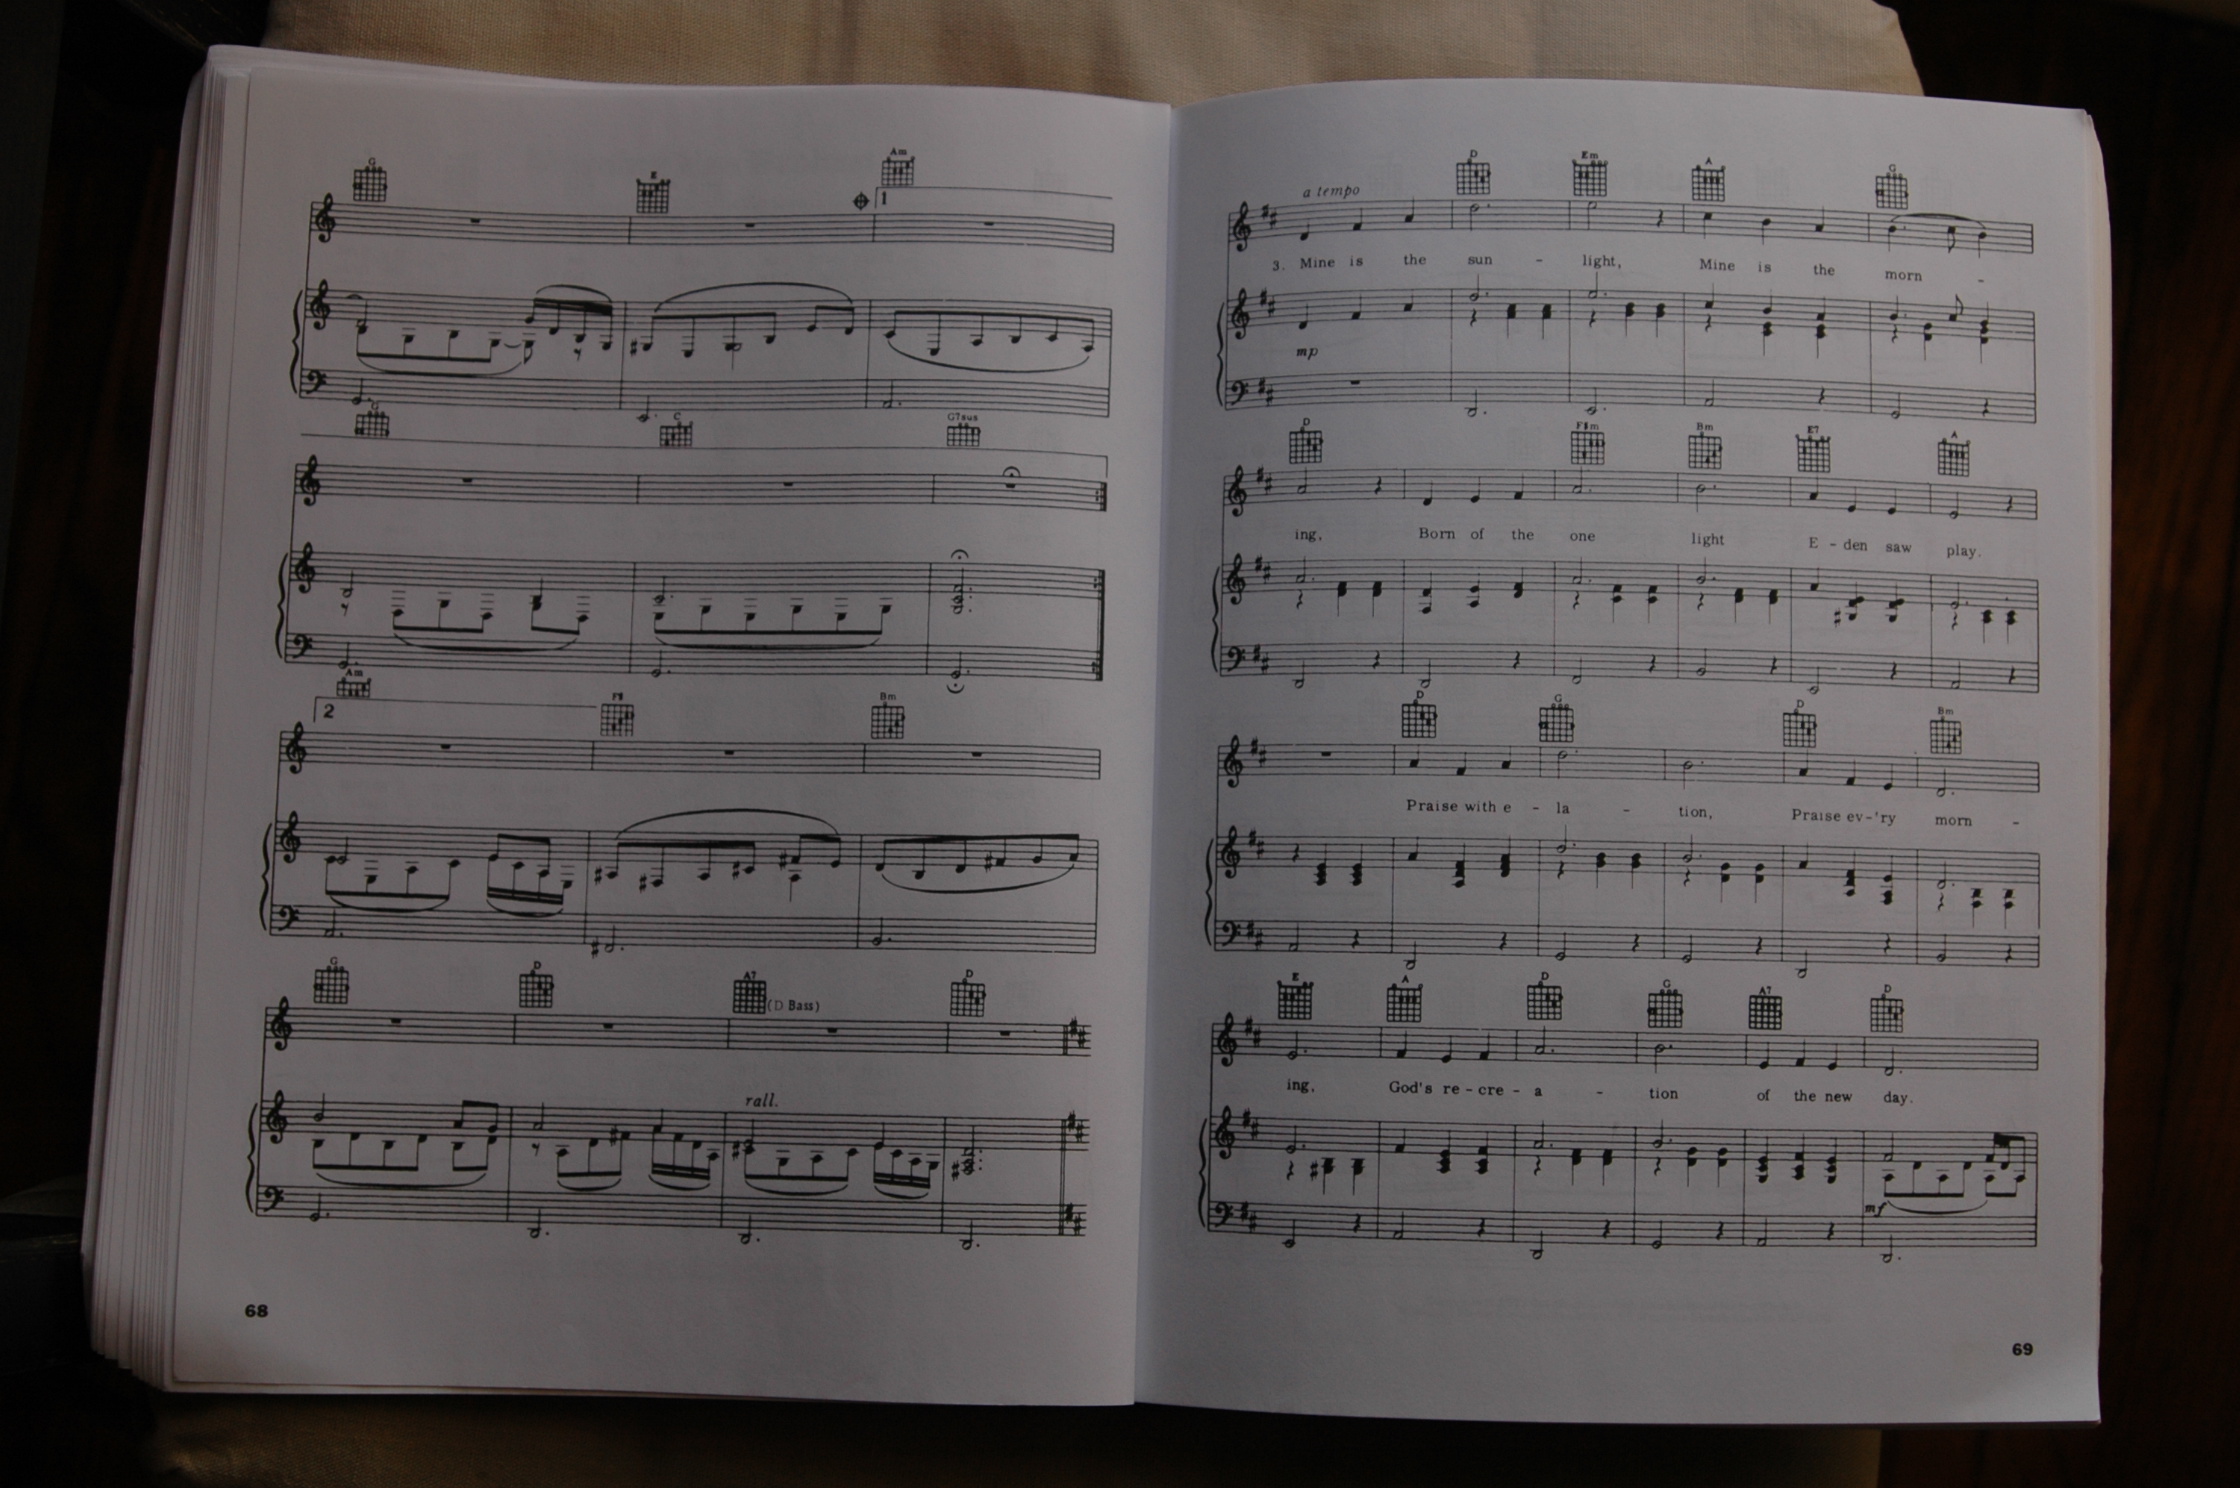 G E Am
1
G C G7sus
Am F♯ Bm
2
G D A7 (D Bass) D
rall.
68
D Em A G
a tempo
3. Mine is the sun - light, Mine is the morn -
mp
D F♯m Bm E7 A
ing, Born of the one light E - den saw play.
D G D Bm
Praise with e - la - tion, Praise ev-'ry morn -
E A D G A7 D
ing, God's re - cre - a - tion of the new day.
mf
69